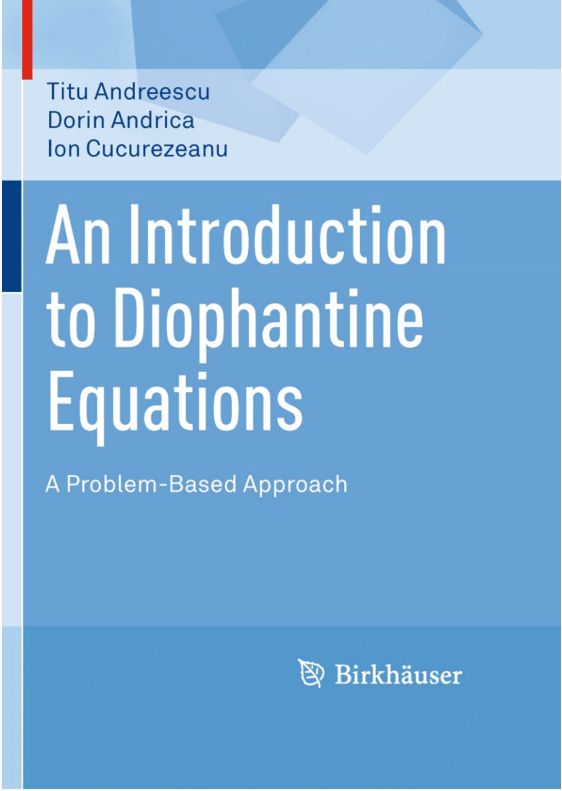 Titu Andreescu
Dorin Andrica
Ion Cucurezeanu
An Introduction
to Diophantine
Equations
A Problem-Based Approach
Birkhäuser